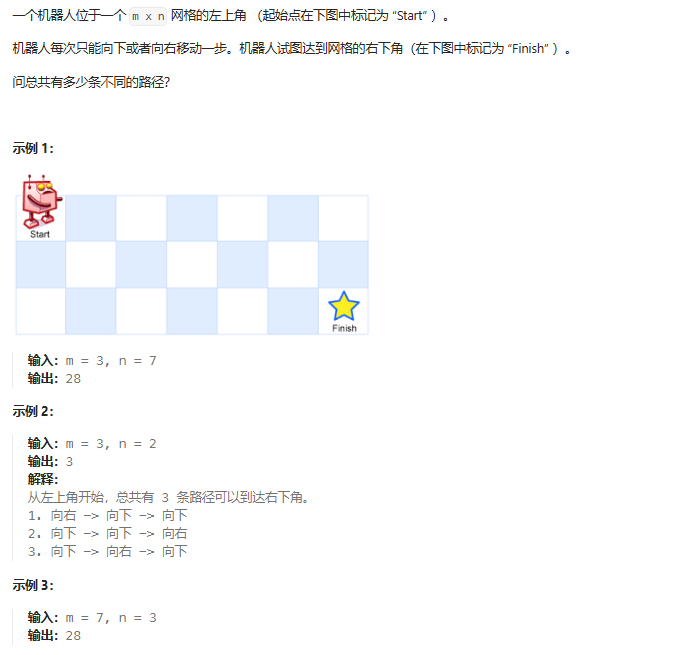 一个机器人位于一个 m x n 网格的左上角 （起始点在下图中标记为 “Start” ）。
机器人每次只能向下或者向右移动一步。机器人试图达到网格的右下角（在下图中标记为 “Finish” ）。
问总共有多少条不同的路径？
示例 1：
Start
Finish
输入：m = 3, n = 7
输出：28
示例 2：
输入：m = 3, n = 2
输出：3
解释：
从左上角开始，总共有 3 条路径可以到达右下角。
1. 向右 -> 向下 -> 向下
2. 向下 -> 向下 -> 向右
3. 向下 -> 向右 -> 向下
示例 3：
输入：m = 7, n = 3
输出：28